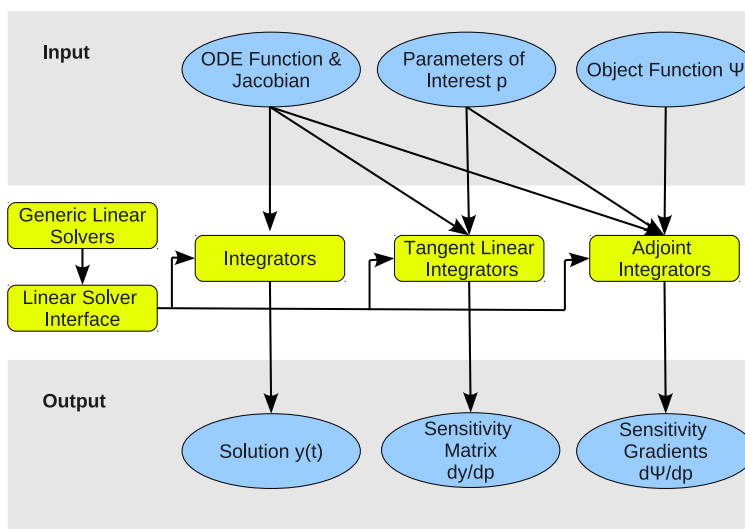 Input
ODE Function &
Jacobian
Parameters of
Interest p
Object Function Ψ
Generic Linear
Solvers
Linear Solver
Interface
Integrators
Tangent Linear
Integrators
Adjoint
Integrators
Output
Solution y(t)
Sensitivity
Matrix
dy/dp
Sensitivity
Gradients
dΨ/dp